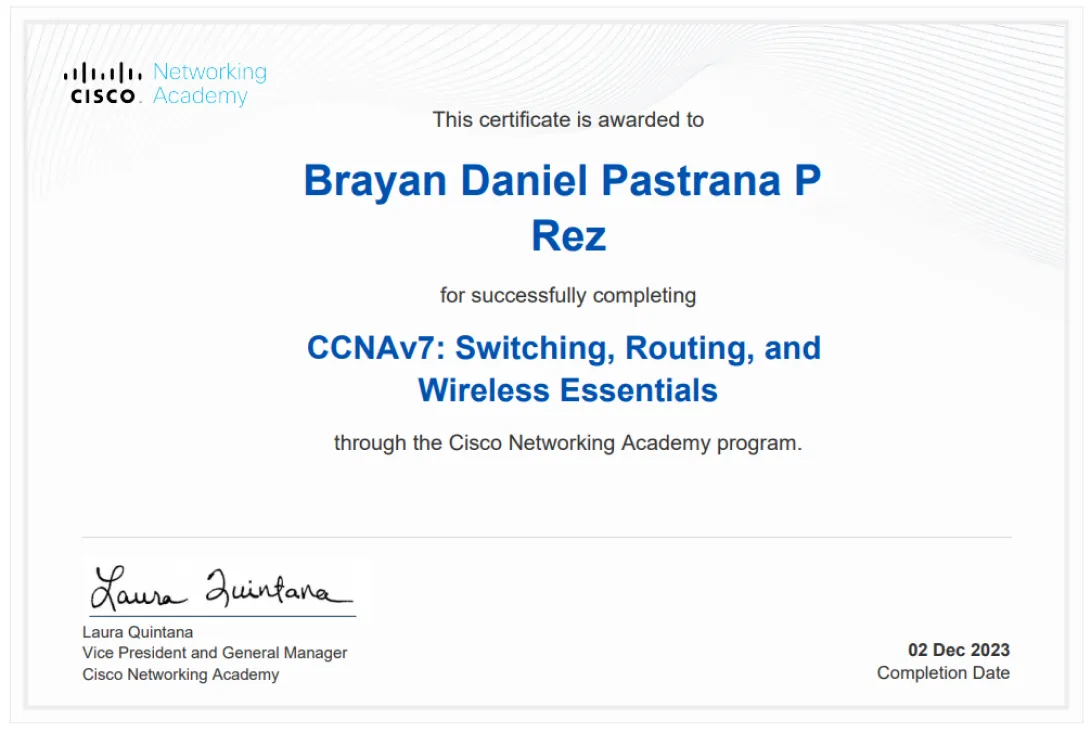 CISCO. Networking Academy
This certificate is awarded to
Brayan Daniel Pastrana P
Rez
for successfully completing
CCNAv7: Switching, Routing, and
Wireless Essentials
through the Cisco Networking Academy program.
Laura Quintana
Laura Quintana
Vice President and General Manager
Cisco Networking Academy
02 Dec 2023
Completion Date